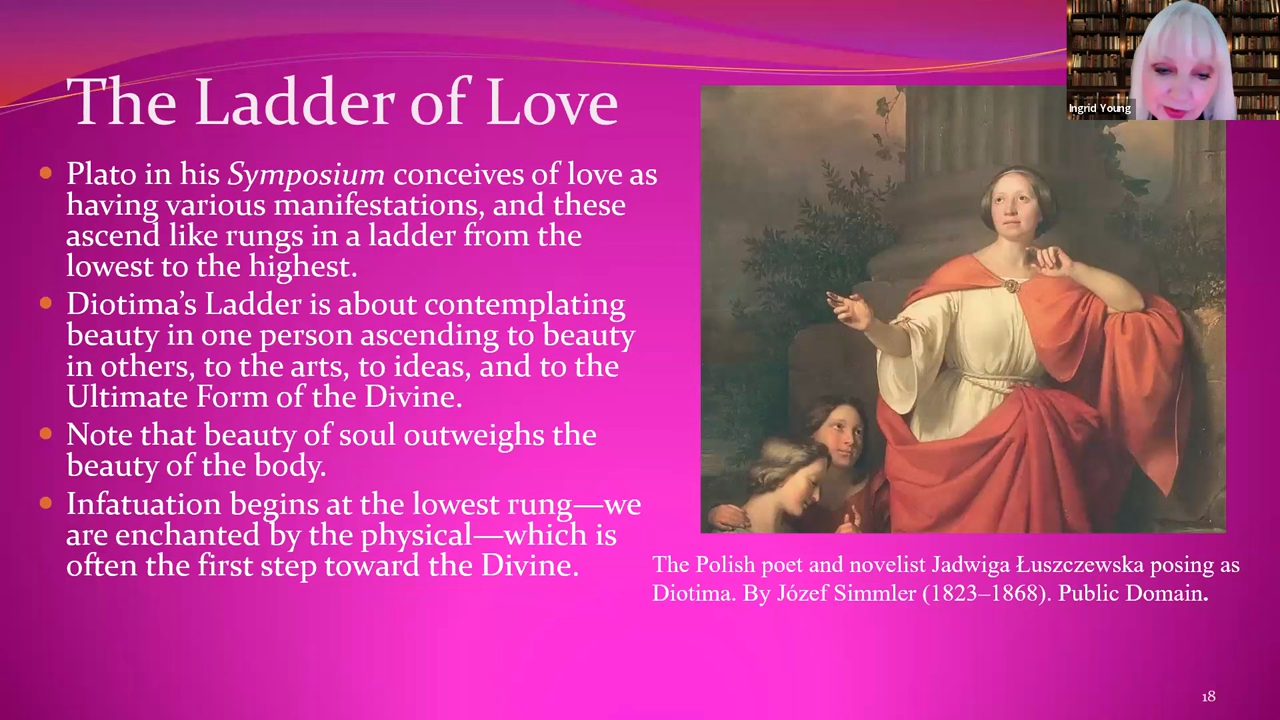 Ingrid Young
The Ladder of Love
Plato in his Symposium conceives of love as
having various manifestations, and these
ascend like rungs in a ladder from the
lowest to the highest.
Diotima’s Ladder is about contemplating
beauty in one person ascending to beauty
in others, to the arts, to ideas, and to the
Ultimate Form of the Divine.
Note that beauty of soul outweighs the
beauty of the body.
Infatuation begins at the lowest rung—we
are enchanted by the physical—which is
often the first step toward the Divine.
The Polish poet and novelist Jadwiga Łuszczewska posing as
Diotima. By Józef Simmler (1823–1868). Public Domain.
18